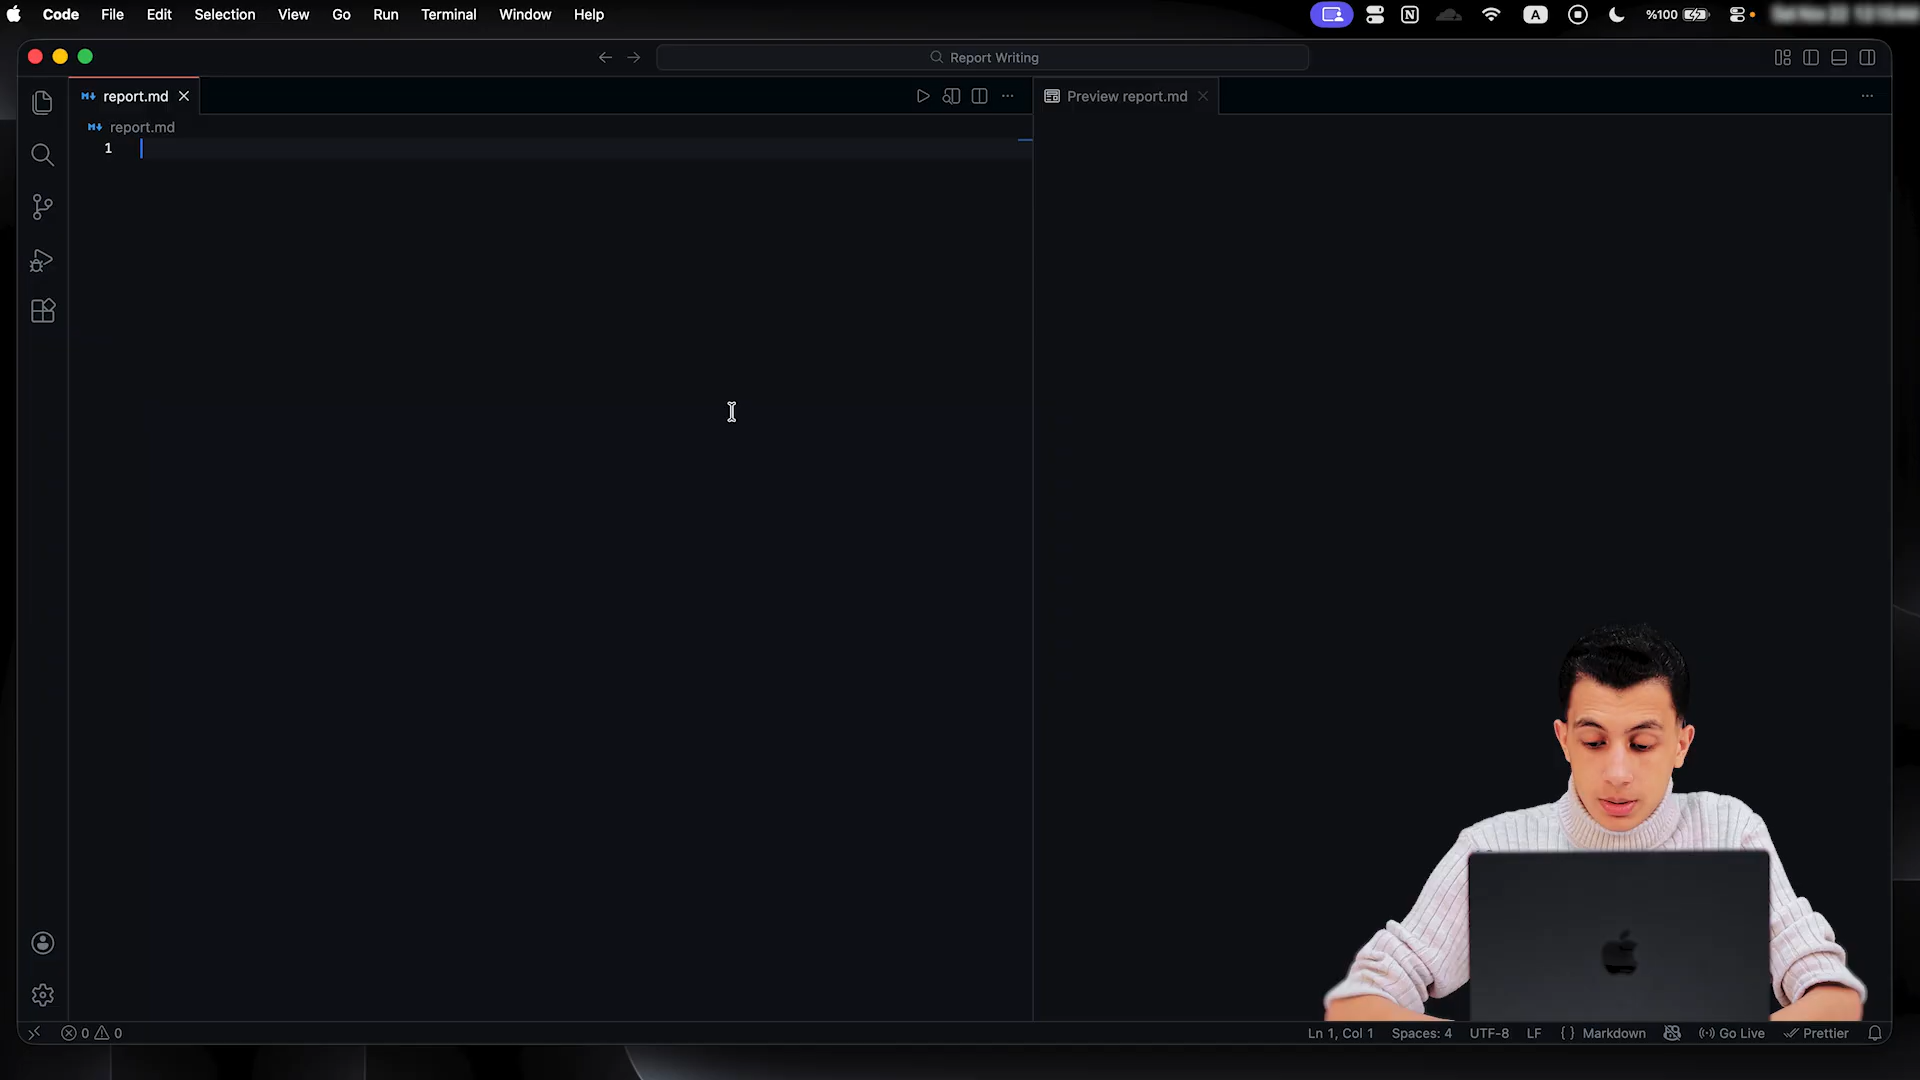 Code File Edit Selection View Go Run Terminal Window Help
N A %100
Report Writing
report.md
Preview report.md
report.md
1
0 0
Ln 1, Col 1 Spaces: 4 UTF-8 LF { } Markdown Go Live Prettier